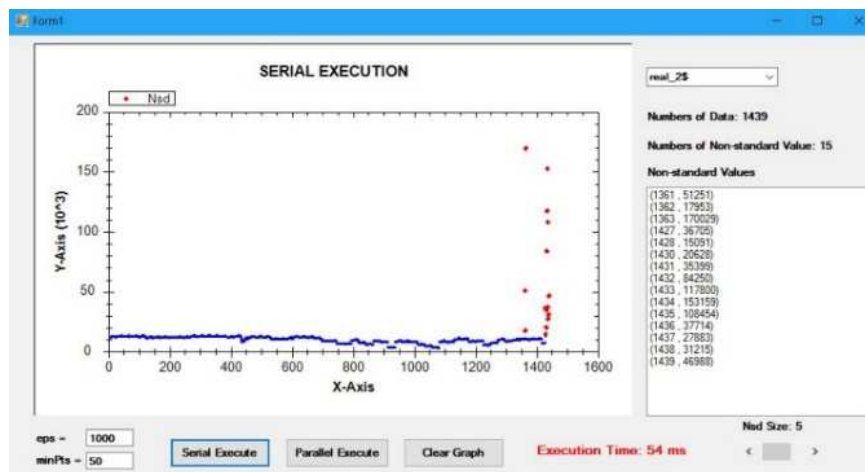 Form1
SERIAL EXECUTION
Nsd
200
150
100
50
0
Y-Axis (10^3)
0 200 400 600 800 1000 1200 1400 1600
X-Axis
real_2$
Numbers of Data: 1439
Numbers of Non-standard Value: 15
Non-standard Values
(1361 , 51251)
(1362 , 17953)
(1363 , 170029)
(1427 , 36705)
(1428 , 15091)
(1430 , 20628)
(1431 , 35399)
(1432 , 84250)
(1433 , 117800)
(1434 , 153159)
(1435 , 108454)
(1436 , 37714)
(1437 , 27883)
(1438 , 31215)
(1439 , 46988)
eps = 1000
minPts = 50
Serial Execute
Parallel Execute
Clear Graph
Execution Time: 54 ms
Nsd Size: 5